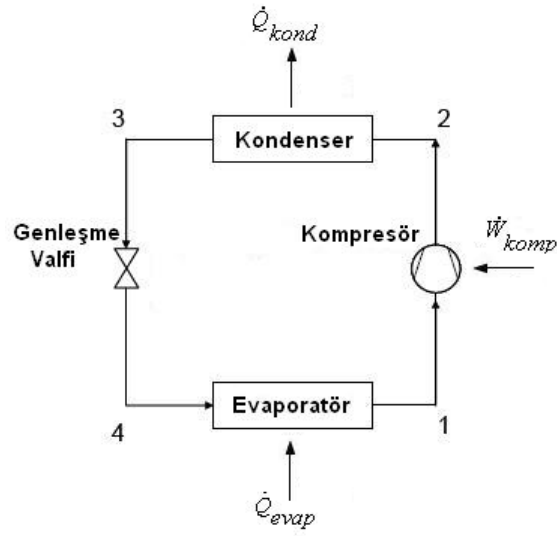 Q̇kond
3
2
Kondenser
Genleşme
Valfi
Kompresör
Ẇkomp
4
Evaporatör
1
Q̇evap